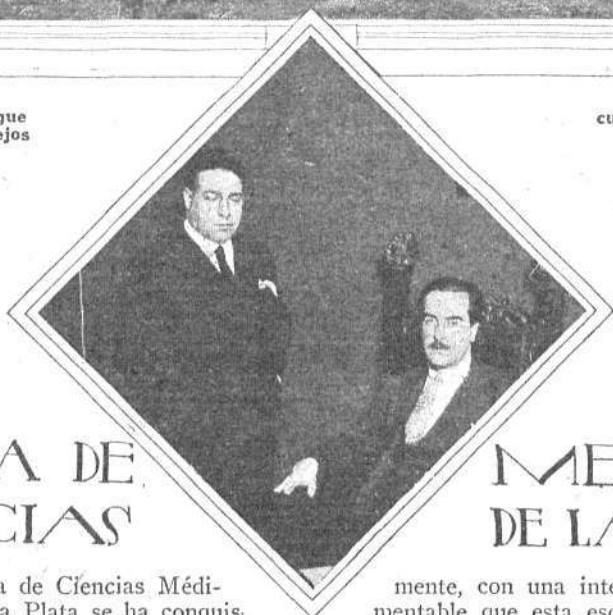 gue
ejos
cu
A DE
CIAS
ME
DE LA
a de Ciencias Médi-
a Plata se ha conquis-
mente, con una inte
mentable que esta esc